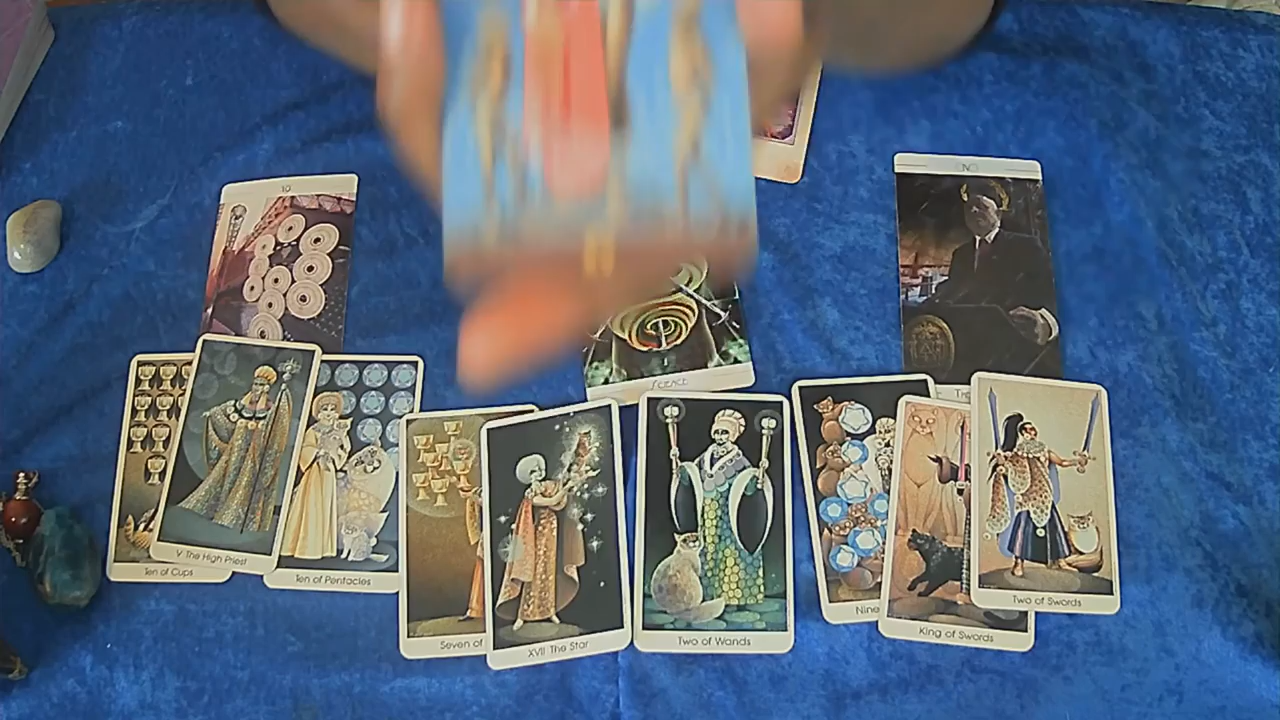 10
Ten of Cups
V The High Priest
Ten of Pentacles
Seven of
XVII The Star
Two of Wands
Nine
King of Swords
Two of Swords